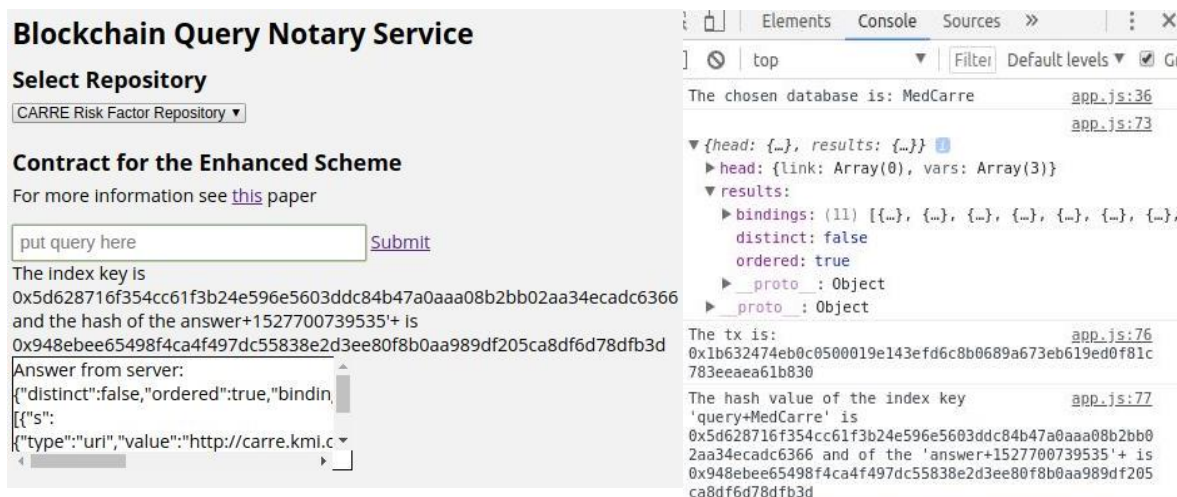 Blockchain Query Notary Service
Select Repository
CARRE Risk Factor Repository ▼
Contract for the Enhanced Scheme
For more information see this paper
put query here Submit
The index key is
0x5d628716f354cc61f3b24e596e5603ddc84b47a0aaa08b2bb02aa34ecadc6366
and the hash of the answer+1527700739535'+ is
0x948ebee65498f4ca4f497dc55838e2d3ee80f8b0aa989df205ca8df6d78dfb3d
Answer from server:
{"distinct":false,"ordered":true,"bindin
[{"s":
{"type":"uri","value":"http://carre.kmi.c
Elements Console Sources »
top ▼ Filter Default levels ▼
The chosen database is: MedCarre app.js:36
app.js:73
▼ {head: {…}, results: {…}} i
▶ head: {link: Array(0), vars: Array(3)}
▼ results:
▶ bindings: (11) [{…}, {…}, {…}, {…}, {…}, {…}, {…},
distinct: false
ordered: true
▶ __proto__: Object
▶ __proto__: Object
The tx is: app.js:76
0x1b632474eb0c0500019e143efd6c8b0689a673eb619ed0f81c
783eeaea61b830
The hash value of the index key app.js:77
'query+MedCarre' is
0x5d628716f354cc61f3b24e596e5603ddc84b47a0aaa08b2bb0
2aa34ecadc6366 and of the 'answer+1527700739535'+ is
0x948ebee65498f4ca4f497dc55838e2d3ee80f8b0aa989df205
ca8df6d78dfb3d